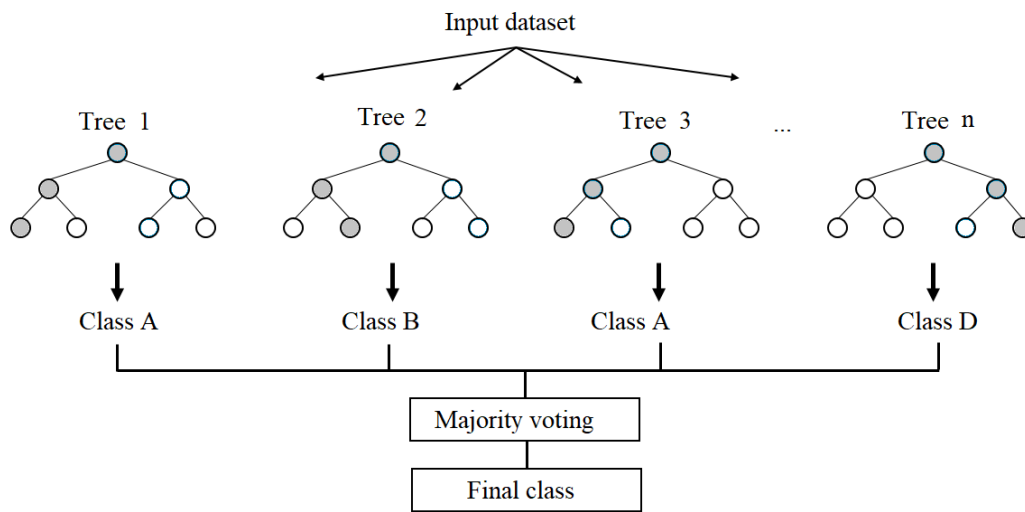 Input dataset
Tree 1
Tree 2
Tree 3
...
Tree n
Class A
Class B
Class A
Class D
Majority voting
Final class